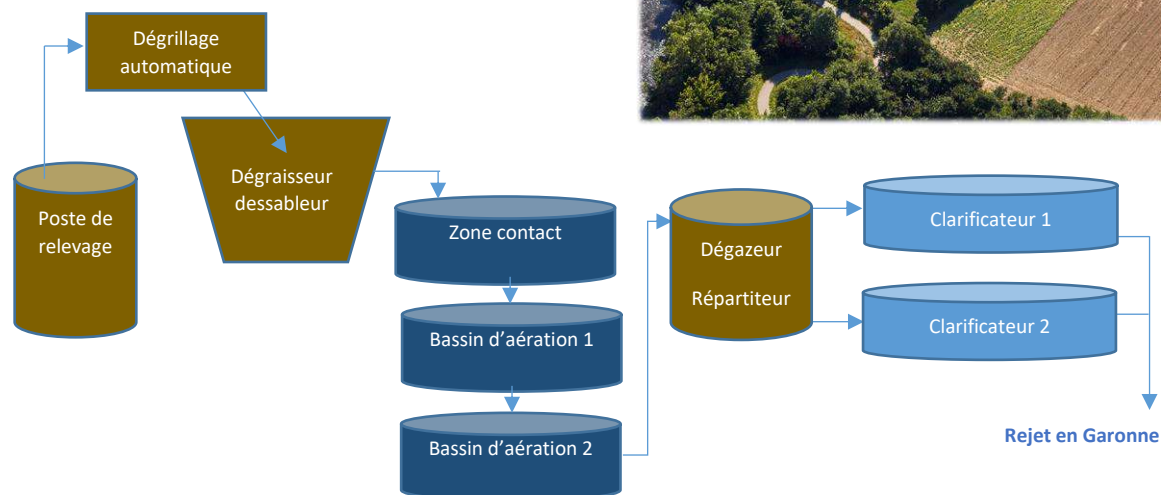 Dégrillage
automatique
Poste de
relevage
Dégraisseur
dessableur
Zone contact
Bassin d'aération 1
Bassin d'aération 2
Dégazeur
Répartiteur
Clarificateur 1
Clarificateur 2
Rejet en Garonne